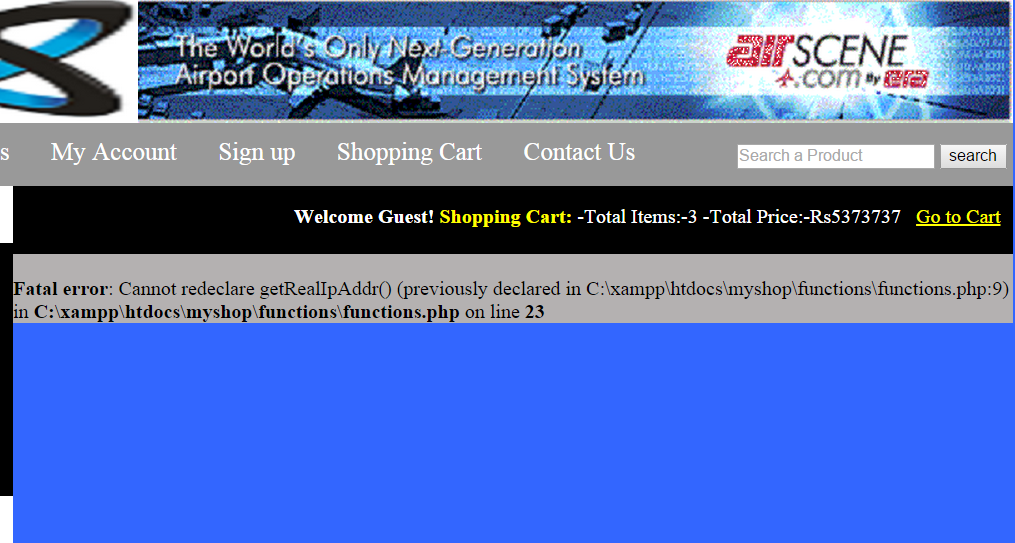 The World's Only Next-Generation
Airport Operations Management System
airSCENE
.com By era
s My Account Sign up Shopping Cart Contact Us Search a Product search
Welcome Guest! Shopping Cart: -Total Items:-3 -Total Price:-Rs5373737 Go to Cart
Fatal error: Cannot redeclare getRealIpAddr() (previously declared in C:\xampp\htdocs\myshop\functions\functions.php:9)
in C:\xampp\htdocs\myshop\functions\functions.php on line 23